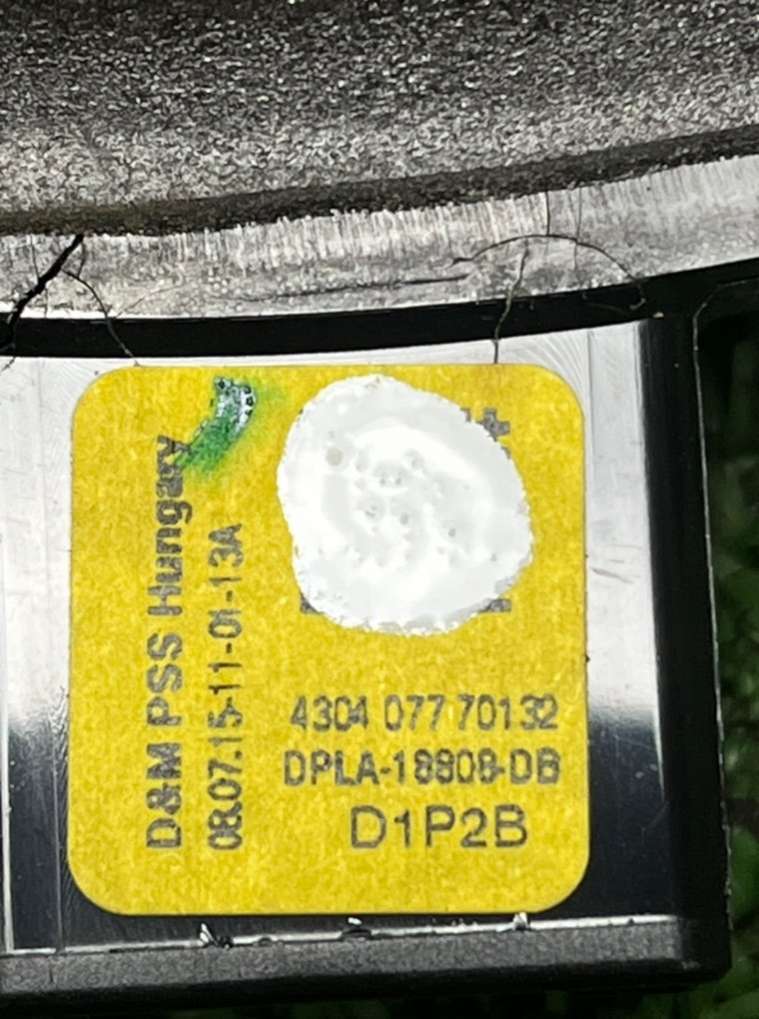 D&M PSS Hungary
08.07.15-11-01-13A
4304 077 70132
DPLA-18808-DB
D1P2B